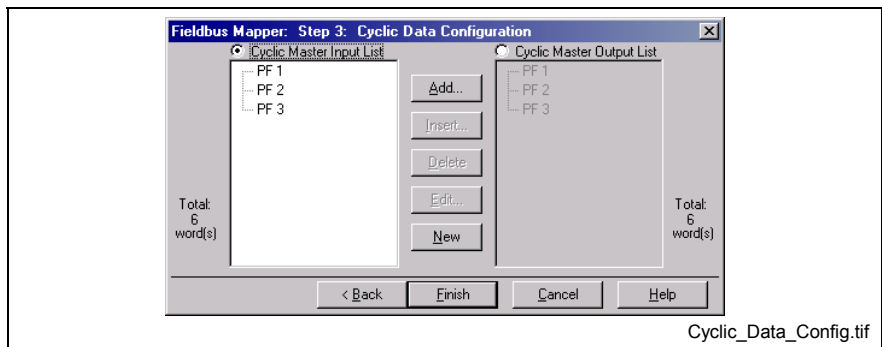 Fieldbus Mapper: Step 3: Cyclic Data Configuration
Cyclic Master Input List
PF 1
PF 2
PF 3
Total:
6
word(s)
Add...
Insert...
Delete
Edit...
New
Cyclic Master Output List
PF 1
PF 2
PF 3
Total:
6
word(s)
< Back
Finish
Cancel
Help
Cyclic_Data_Config.tif